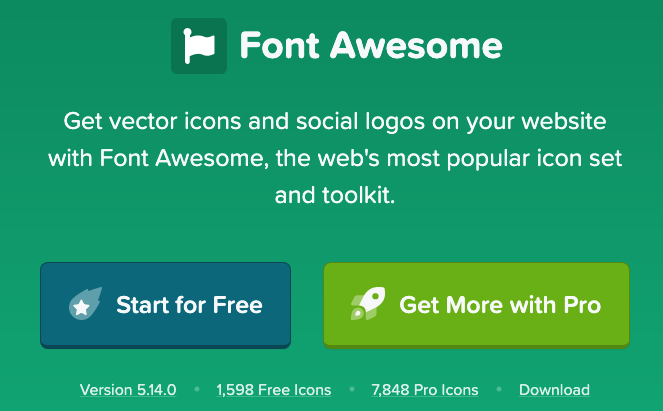 Font Awesome
Get vector icons and social logos on your website
with Font Awesome, the web's most popular icon set
and toolkit.
Start for Free
Get More with Pro
Version 5.14.0 • 1,598 Free Icons • 7,848 Pro Icons • Download